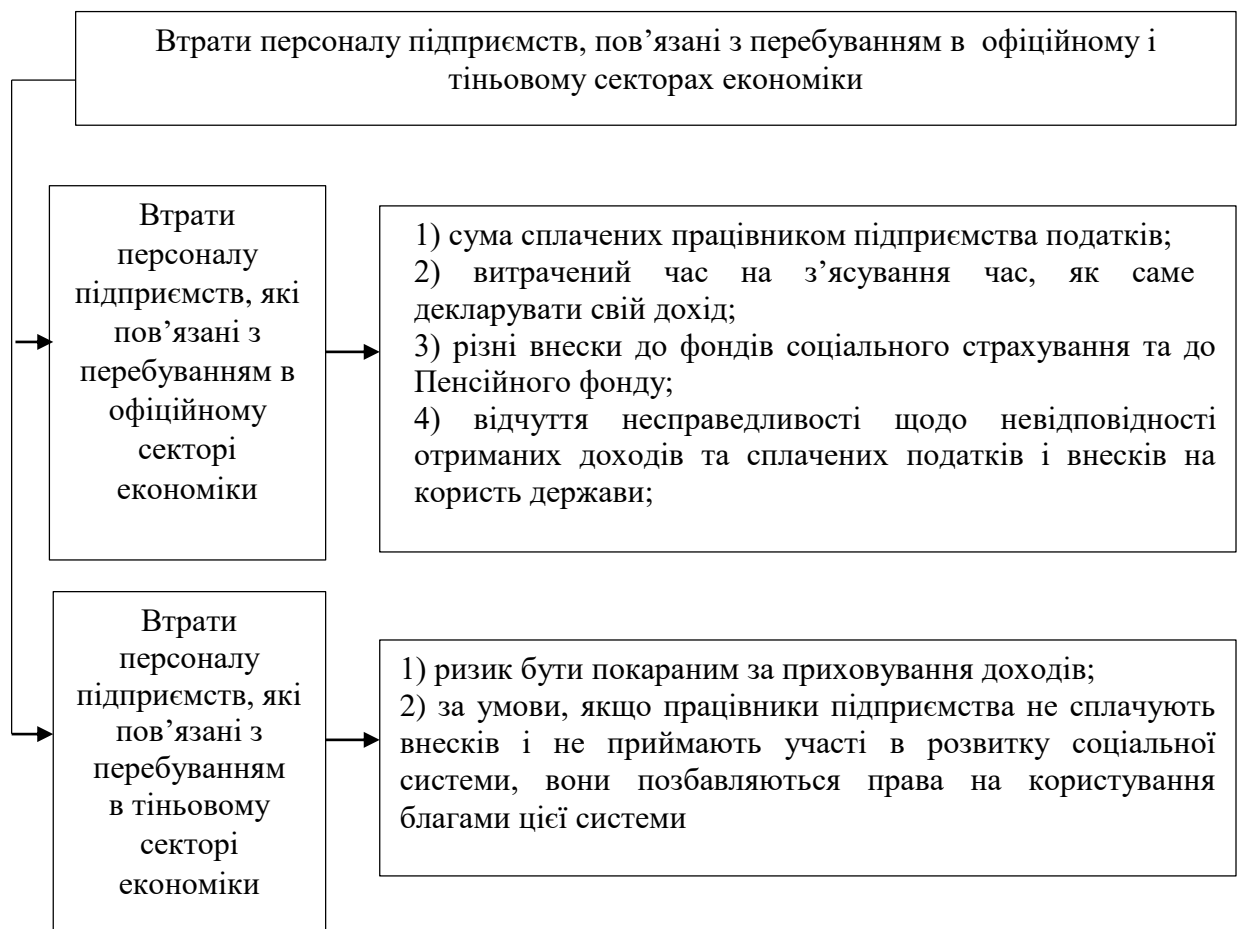 Втрати персоналу підприємств, пов’язані з перебуванням в офіційному і
тіньовому секторах економіки
Втрати
персоналу
підприємств, які
пов’язані з
перебуванням в
офіційному
секторі
економіки
1) сума сплачених працівником підприємства податків;
2) витрачений час на з’ясування час, як саме
декларувати свій дохід;
3) різні внески до фондів соціального страхування та до
Пенсійного фонду;
4) відчуття несправедливості щодо невідповідності
отриманих доходів та сплачених податків і внесків на
користь держави;
Втрати
персоналу
підприємств, які
пов’язані з
перебуванням
в тіньовому
секторі
економіки
1) ризик бути покараним за приховування доходів;
2) за умови, якщо працівники підприємства не сплачують
внесків і не приймають участі в розвитку соціальної
системи, вони позбавляються права на користування
благами цієї системи